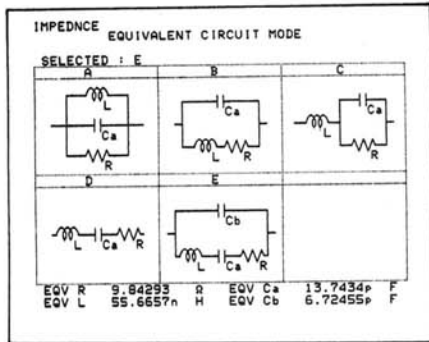 IMPEDNCE
EQUIVALENT CIRCUIT MODE
SELECTED : E
A B C
L Ca R
Ca L R
Ca L R
D E
L Ca R
Cb L Ca R
EQV R 9.84293 Ω EQV Ca 13.7434p F
EQV L 55.6657n H EQV Cb 6.72455p F